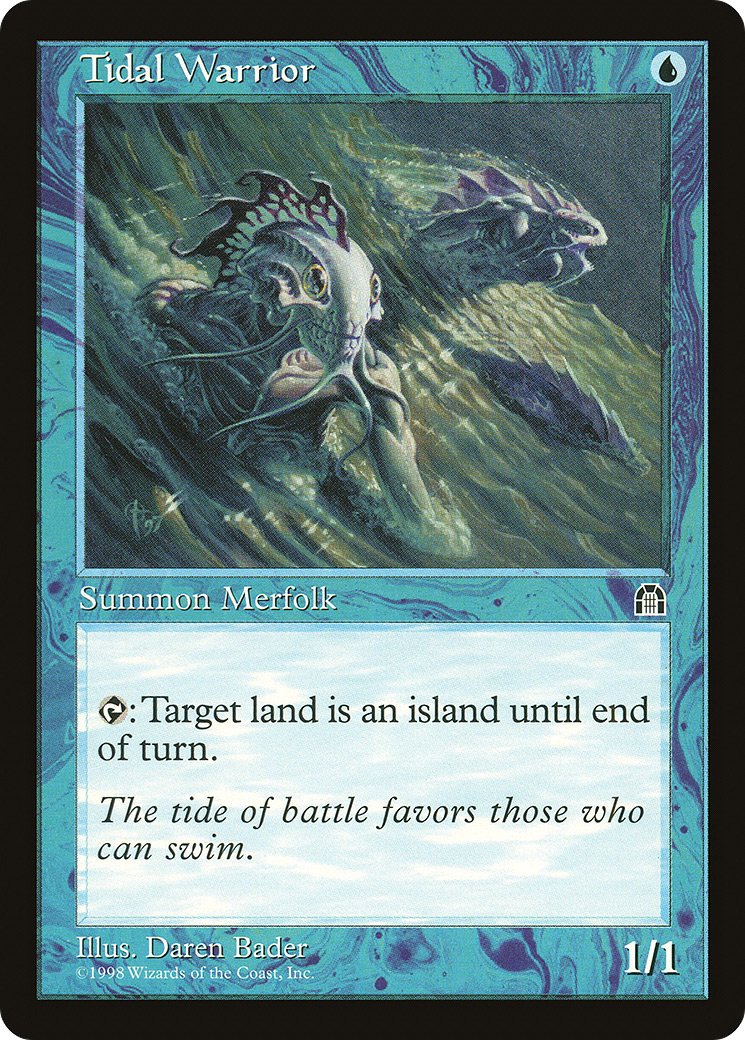 Tidal Warrior
Summon Merfolk
: Target land is an island until end
of turn.
The tide of battle favors those who
can swim.
Illus. Daren Bader
©1998 Wizards of the Coast, Inc.
1/1